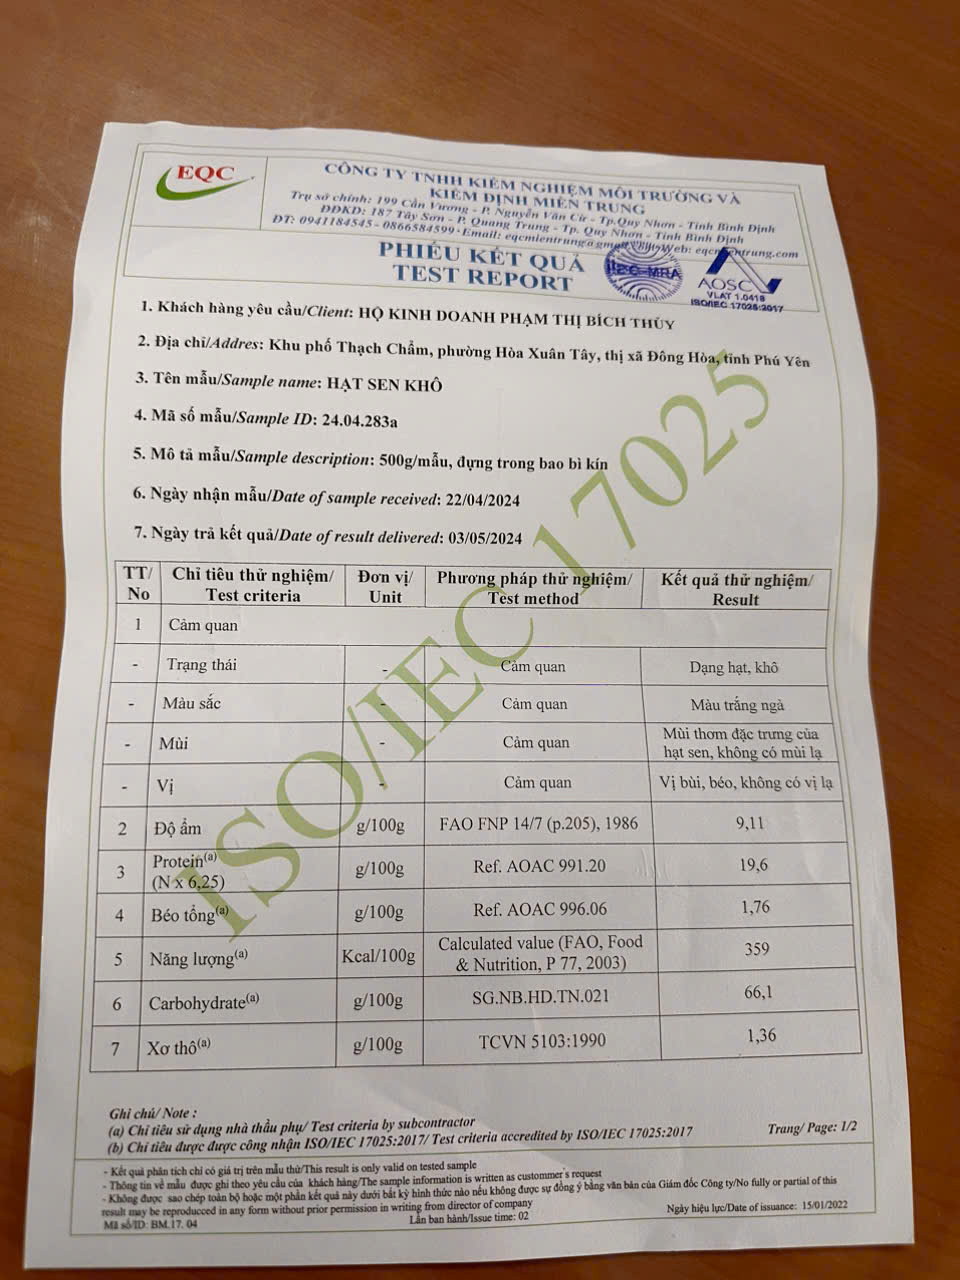 EQC
CÔNG TY TNHH KIỂM NGHIỆM MÔI TRƯỜNG VÀ
KIỂM ĐỊNH MIỀN TRUNG
Trụ sở chính: 199 Cần Vương - P. Nguyễn Văn Cừ - Tp.Quy Nhơn - Tỉnh Bình Định
ĐĐKD: 187 Tây Sơn - P. Quang Trung - Tp. Quy Nhơn - Tỉnh Bình Định
ĐT: 0941184545 - 0866584599 - Email: eqcmientrung@gmail Web: eqcmientrung.com
PHIẾU KẾT QUẢ
TEST REPORT
ilac-MRA
AOSC
VLAT 1.0418
ISO/IEC 17025:2017
1. Khách hàng yêu cầu/Client: HỘ KINH DOANH PHẠM THỊ BÍCH THÙY
2. Địa chỉ/Addres: Khu phố Thạch Chẩm, phường Hòa Xuân Tây, thị xã Đông Hòa, tỉnh Phú Yên
3. Tên mẫu/Sample name: HẠT SEN KHÔ
4. Mã số mẫu/Sample ID: 24.04.283a
5. Mô tả mẫu/Sample description: 500g/mẫu, đựng trong bao bì kín
6. Ngày nhận mẫu/Date of sample received: 22/04/2024
7. Ngày trả kết quả/Date of result delivered: 03/05/2024
ISO/IEC 17025
TT/ No Chỉ tiêu thử nghiệm/ Test criteria Đơn vị/ Unit Phương pháp thử nghiệm/ Test method Kết quả thử nghiệm/ Result
1 Cảm quan
- Trạng thái - Cảm quan Dạng hạt, khô
- Màu sắc - Cảm quan Màu trắng ngà
- Mùi - Cảm quan Mùi thơm đặc trưng của hạt sen, không có mùi lạ
- Vị - Cảm quan Vị bùi, béo, không có vị lạ
2 Độ ẩm g/100g FAO FNP 14/7 (p.205), 1986 9,11
3 Protein(a) (N x 6,25) g/100g Ref. AOAC 991.20 19,6
4 Béo tổng(a) g/100g Ref. AOAC 996.06 1,76
5 Năng lượng(a) Kcal/100g Calculated value (FAO, Food & Nutrition, P 77, 2003) 359
6 Carbohydrate(a) g/100g SG.NB.HD.TN.021 66,1
7 Xơ thô(a) g/100g TCVN 5103:1990 1,36
Ghi chú/ Note :
(a) Chỉ tiêu sử dụng nhà thầu phụ/ Test criteria by subcontractor
(b) Chỉ tiêu được được công nhận ISO/IEC 17025:2017/ Test criteria accredited by ISO/IEC 17025:2017
Trang/ Page: 1/2
- Kết quả phân tích chỉ có giá trị trên mẫu thử/This result is only valid on tested sample
- Thông tin về mẫu được ghi theo yêu cầu của khách hàng/The sample information is written as custommer's request
- Không được sao chép toàn bộ hoặc một phần kết quả này dưới bất kỳ hình thức nào nếu không được sự đồng ý bằng văn bản của Giám đốc Công ty/No fully or partial of this
result may be reproduced in any form without prior permission in writing from director of company
Mã số/ID: BM.17. 04
Lần ban hành/Issue time: 02
Ngày hiệu lực/Date of issuance: 15/01/2022